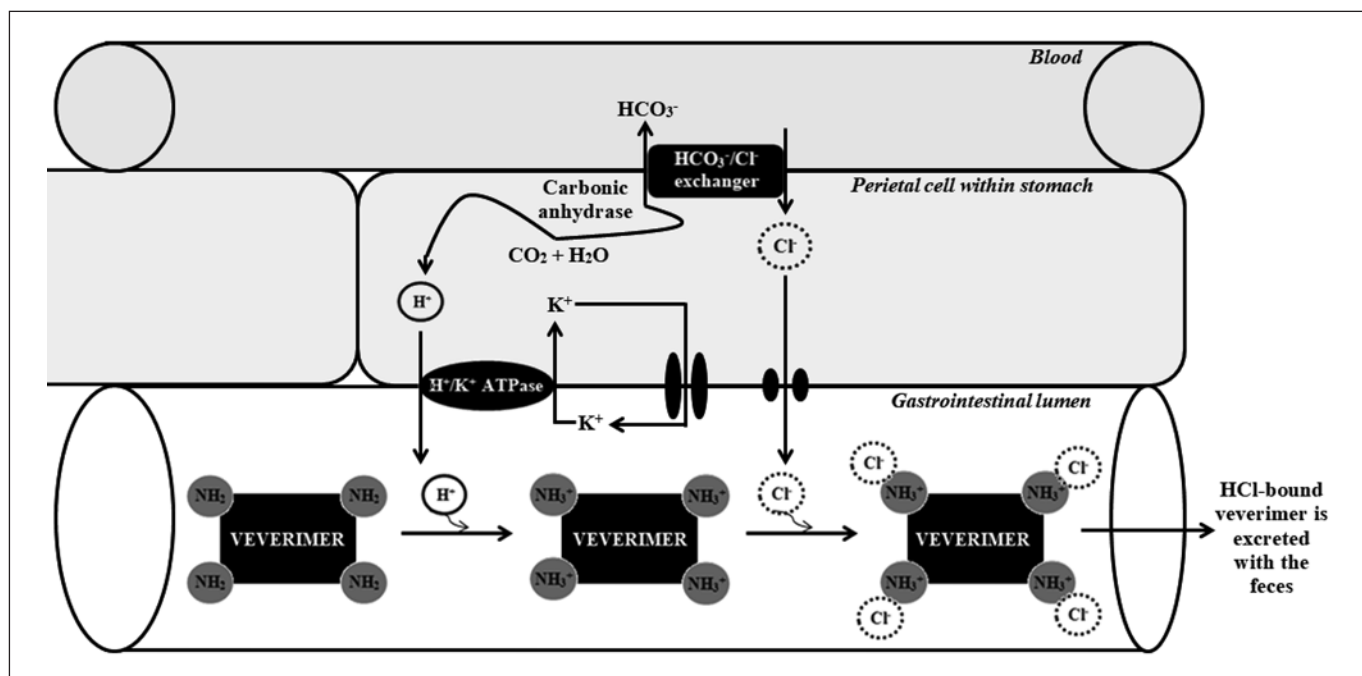 Blood
HCO₃⁻
HCO₃⁻/Cl⁻
exchanger
Perietal cell within stomach
Carbonic
anhydrase
CO₂ + H₂O
Cl⁻
H⁺
K⁺
H⁺/K⁺ ATPase
K⁺
Gastrointestinal lumen
NH₂ NH₂
VEVERIMER
NH₂ NH₂
H⁺
NH₃⁺ NH₃⁺
VEVERIMER
NH₃⁺ NH₃⁺
Cl⁻
Cl⁻ Cl⁻
NH₃⁺ NH₃⁺
VEVERIMER
NH₃⁺ NH₃⁺
Cl⁻ Cl⁻
HCl-bound
veverimer is
excreted
with the
feces